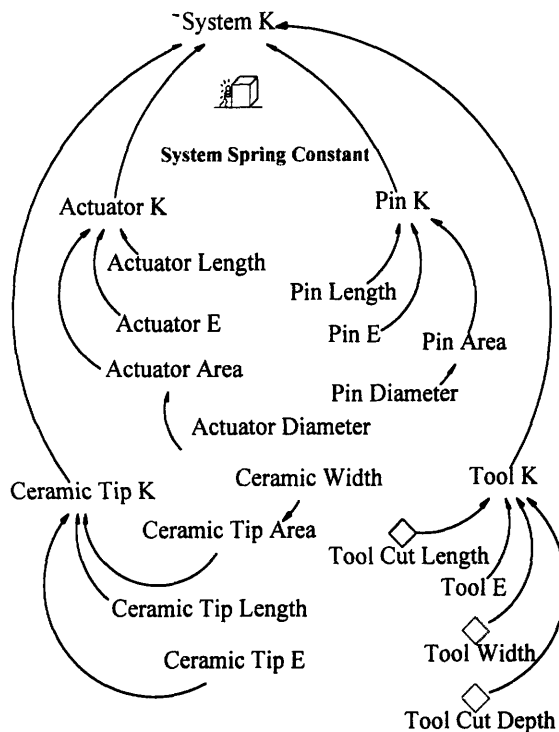 System K
System Spring Constant
Actuator K
Pin K
Actuator Length
Pin Length
Actuator E
Pin E
Pin Area
Actuator Area
Pin Diameter
Actuator Diameter
Ceramic Width
Ceramic Tip K
Tool K
Ceramic Tip Area
Tool Cut Length
Tool E
Ceramic Tip Length
Tool Width
Ceramic Tip E
Tool Cut Depth